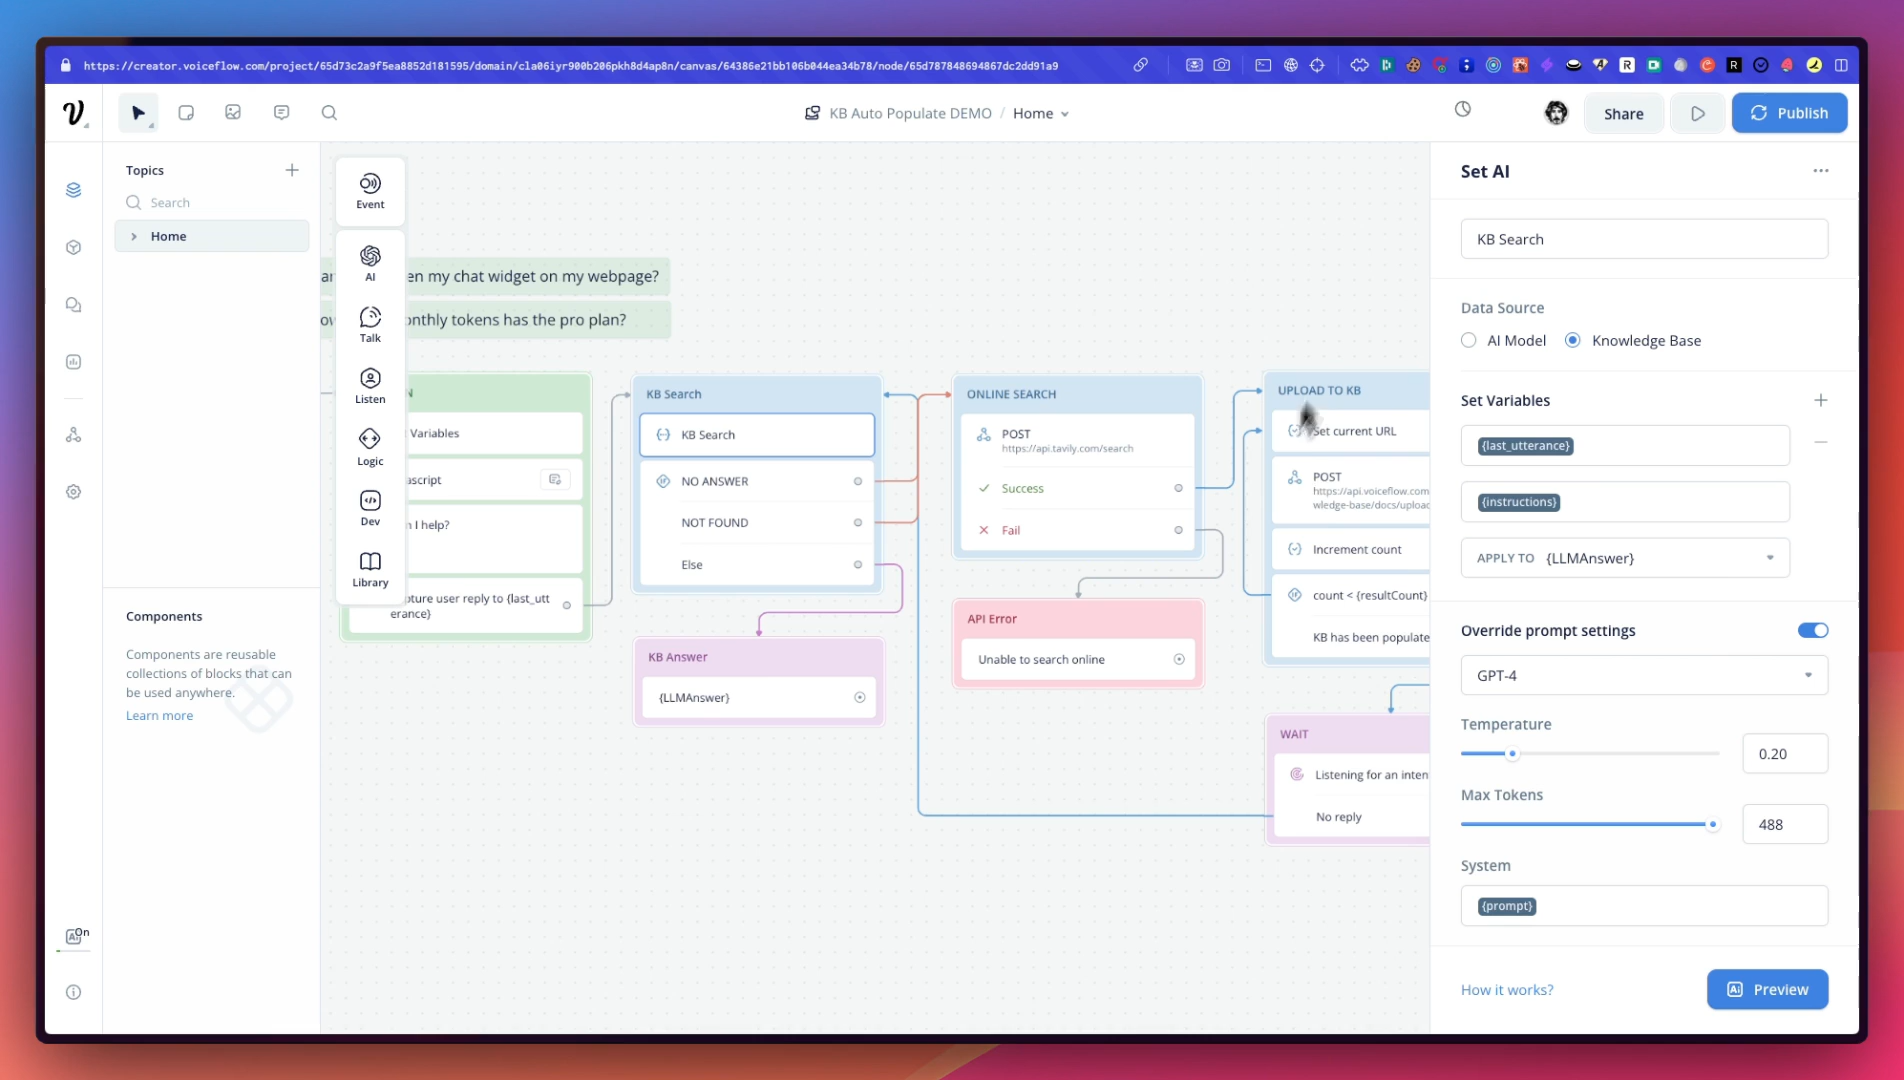 https://creator.voiceflow.com/project/65d73c2a9f5ea8852d181595/domain/cla06iyr900b206pkh8d4ap8n/canvas/64386e21bb106b044ea34b78/node/65d787848694867dc2dd91a9
KB Auto Populate DEMO / Home
Share
Publish
Topics
Search
Home
Components
Components are reusable
collections of blocks that can
be used anywhere.
Learn more
On
Event
AI
Talk
Listen
Logic
Dev
Library
en my chat widget on my webpage?
onthly tokens has the pro plan?
N
Variables
ascript
n I help?
pture user reply to {last_utt
erance}
KB Search
KB Search
NO ANSWER
NOT FOUND
Else
KB Answer
{LLMAnswer}
ONLINE SEARCH
POST
https://api.tavily.com/search
Success
Fail
API Error
Unable to search online
UPLOAD TO KB
Set current URL
POST
https://api.voiceflow.com
wledge-base/docs/upload
Increment count
count < {resultCount}
KB has been populate
WAIT
Listening for an inten
No reply
Set AI
KB Search
Data Source
AI Model
Knowledge Base
Set Variables
{last_utterance}
{instructions}
APPLY TO {LLMAnswer}
Override prompt settings
GPT-4
Temperature
0.20
Max Tokens
488
System
{prompt}
How it works?
Preview